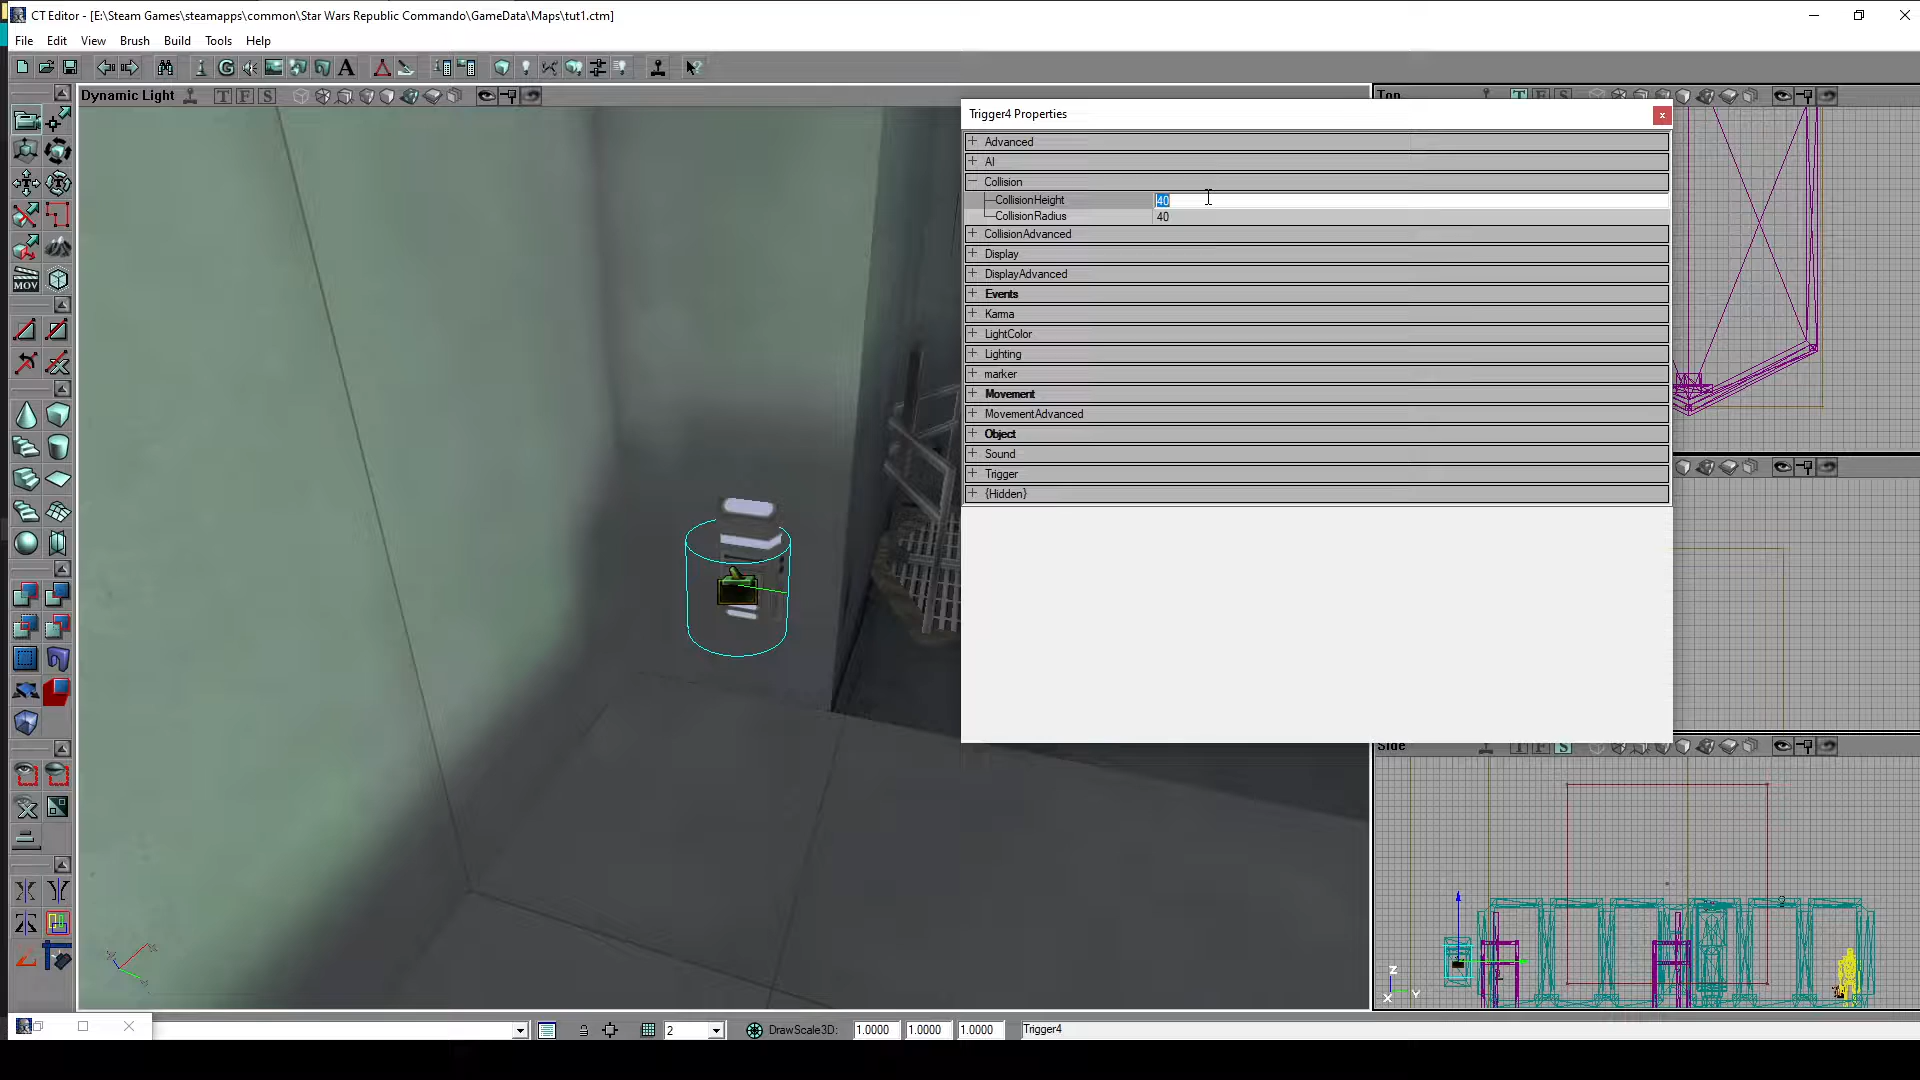 CT Editor - [E:\Steam Games\steamapps\common\Star Wars Republic Commando\GameData\Maps\tut1.ctm]
File Edit View Brush Build Tools Help
Dynamic Light
T F S
Top
Trigger4 Properties
x
Advanced
AI
Collision
CollisionHeight 40
CollisionRadius 40
CollisionAdvanced
Display
DisplayAdvanced
Events
Karma
LightColor
Lighting
marker
Movement
MovementAdvanced
Object
Sound
Trigger
{Hidden}
MOV
Side
T F S
Z
X Y
2 DrawScale3D: 1.0000 1.0000 1.0000 Trigger4